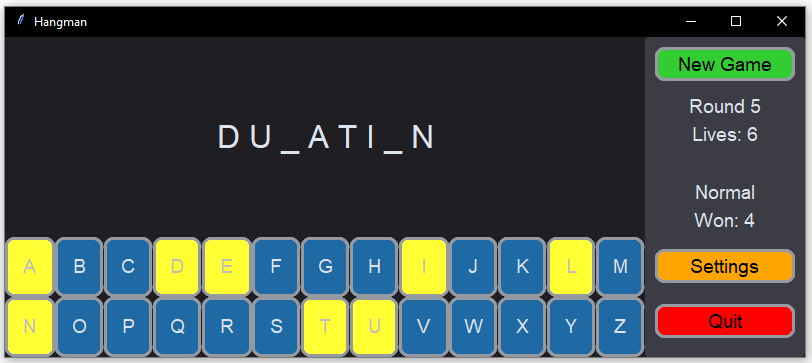 Hangman
New Game
Round 5
Lives: 6
D U _ A T I _ N
Normal
Won: 4
A B C D E F G H I J K L M
Settings
N O P Q R S T U V W X Y Z
Quit